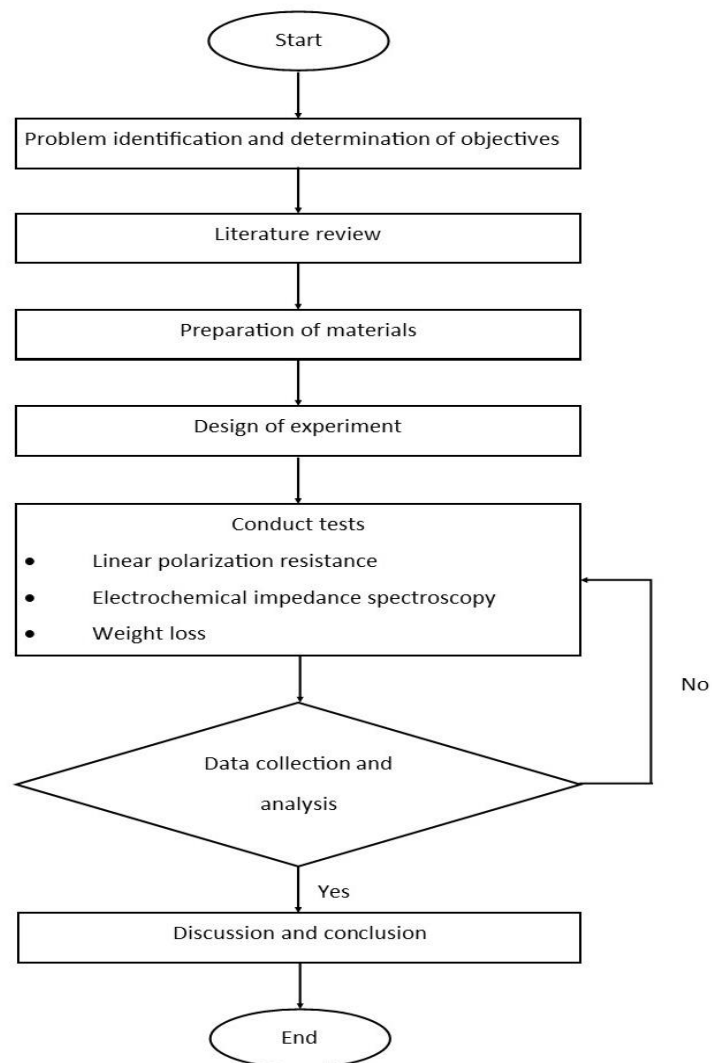 Start
Problem identification and determination of objectives
Literature review
Preparation of materials
Design of experiment
Conduct tests
• Linear polarization resistance
• Electrochemical impedance spectroscopy
• Weight loss
No
Data collection and
analysis
Yes
Discussion and conclusion
End